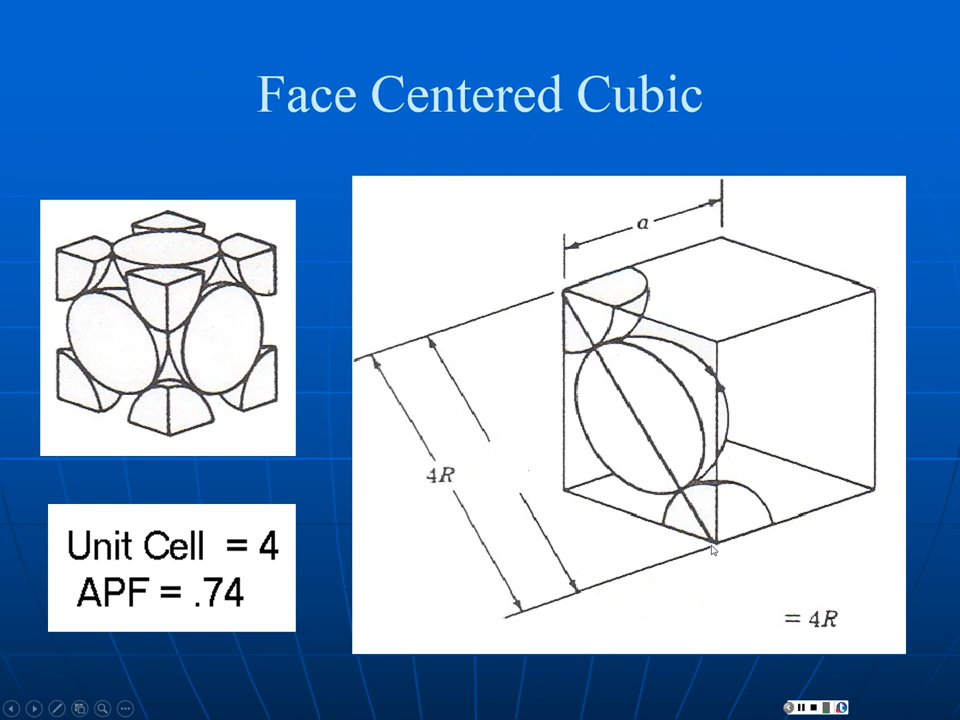 Face Centered Cubic
a
4R
= 4R
Unit Cell = 4
APF = .74